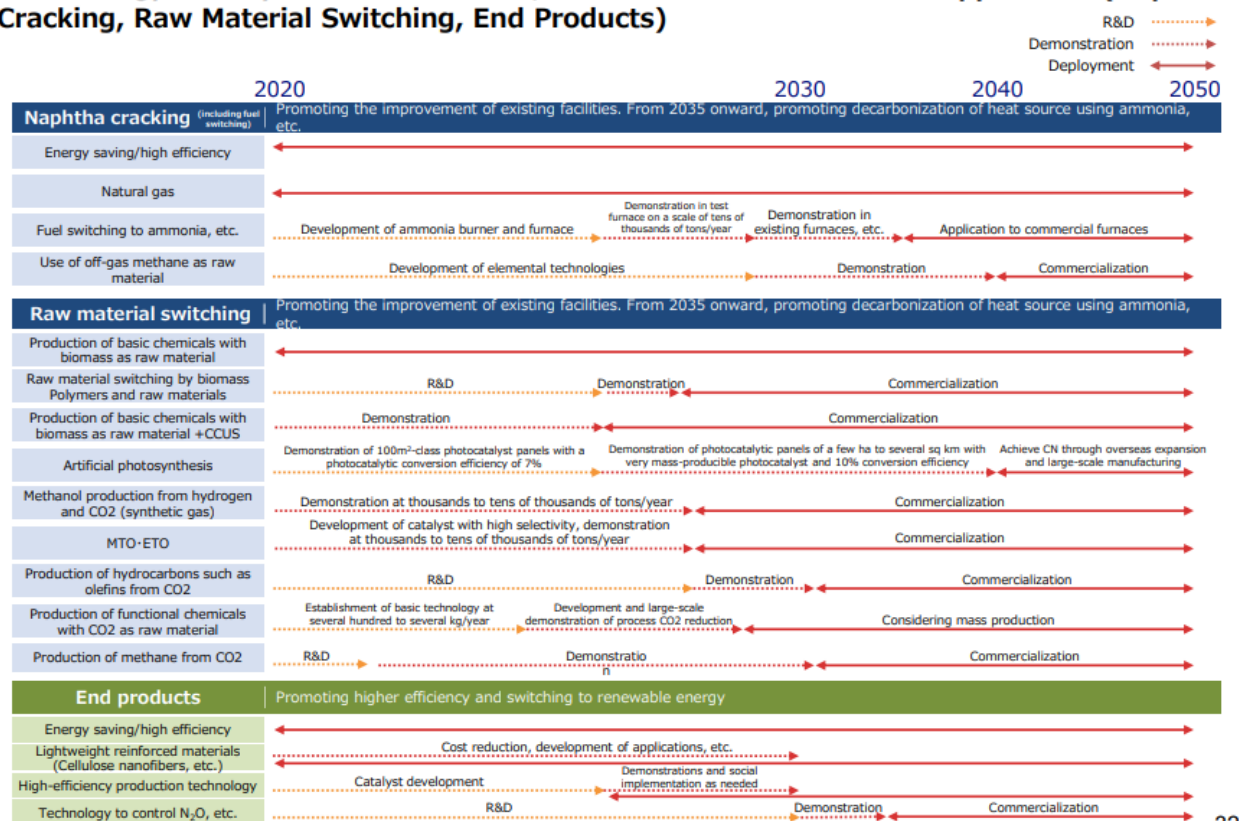 Cracking, Raw Material Switching, End Products)
R&D
Demonstration
Deployment
2020
2030
2040
2050
Naphtha cracking (including fuel
switching)
Promoting the improvement of existing facilities. From 2035 onward, promoting decarbonization of heat source using ammonia,
etc.
Energy saving/high efficiency
Natural gas
Fuel switching to ammonia, etc.
Development of ammonia burner and furnace
Demonstration in test
furnace on a scale of tens of
thousands of tons/year
Demonstration in
existing furnaces, etc.
Application to commercial furnaces
Use of off-gas methane as raw
material
Development of elemental technologies
Demonstration
Commercialization
Raw material switching
Promoting the improvement of existing facilities. From 2035 onward, promoting decarbonization of heat source using ammonia,
etc.
Production of basic chemicals with
biomass as raw material
Raw material switching by biomass
Polymers and raw materials
R&D
Demonstration
Commercialization
Production of basic chemicals with
biomass as raw material +CCUS
Demonstration
Commercialization
Artificial photosynthesis
Demonstration of 100m²-class photocatalyst panels with a
photocatalytic conversion efficiency of 7%
Demonstration of photocatalytic panels of a few ha to several sq km with
very mass-producible photocatalyst and 10% conversion efficiency
Achieve CN through overseas expansion
and large-scale manufacturing
Methanol production from hydrogen
and CO2 (synthetic gas)
Demonstration at thousands to tens of thousands of tons/year
Commercialization
MTO･ETO
Development of catalyst with high selectivity, demonstration
at thousands to tens of thousands of tons/year
Commercialization
Production of hydrocarbons such as
olefins from CO2
R&D
Demonstration
Commercialization
Production of functional chemicals
with CO2 as raw material
Establishment of basic technology at
several hundred to several kg/year
Development and large-scale
demonstration of process CO2 reduction
Considering mass production
Production of methane from CO2
R&D
Demonstratio
n
Commercialization
End products
Promoting higher efficiency and switching to renewable energy
Energy saving/high efficiency
Lightweight reinforced materials
(Cellulose nanofibers, etc.)
Cost reduction, development of applications, etc.
High-efficiency production technology
Catalyst development
Demonstrations and social
implementation as needed
Technology to control N₂O, etc.
R&D
Demonstration
Commercialization